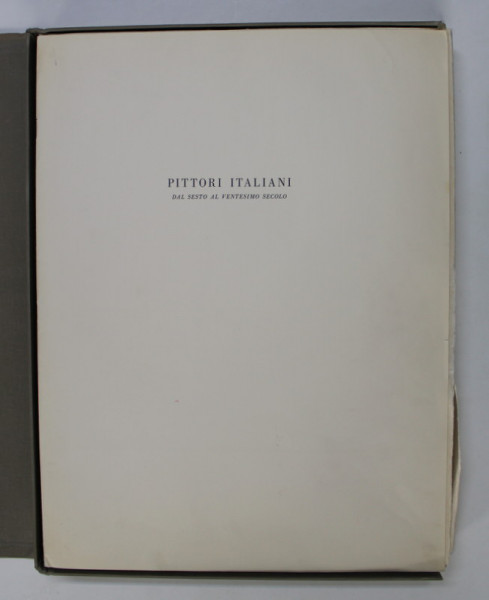 PITTORI ITALIANI
DAL SESTO AL VENTESIMO SECOLO